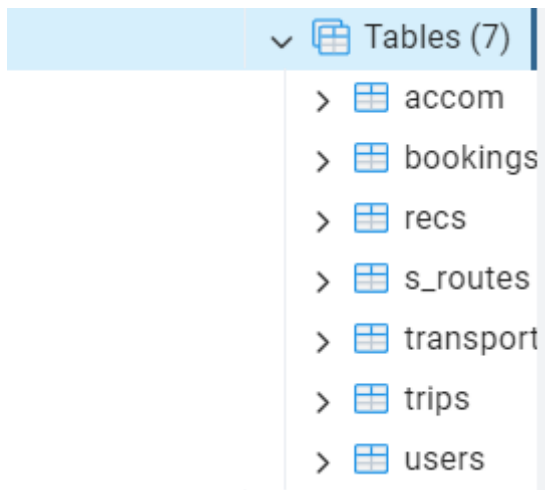 Tables (7)
accom
bookings
recs
s_routes
transport
trips
users